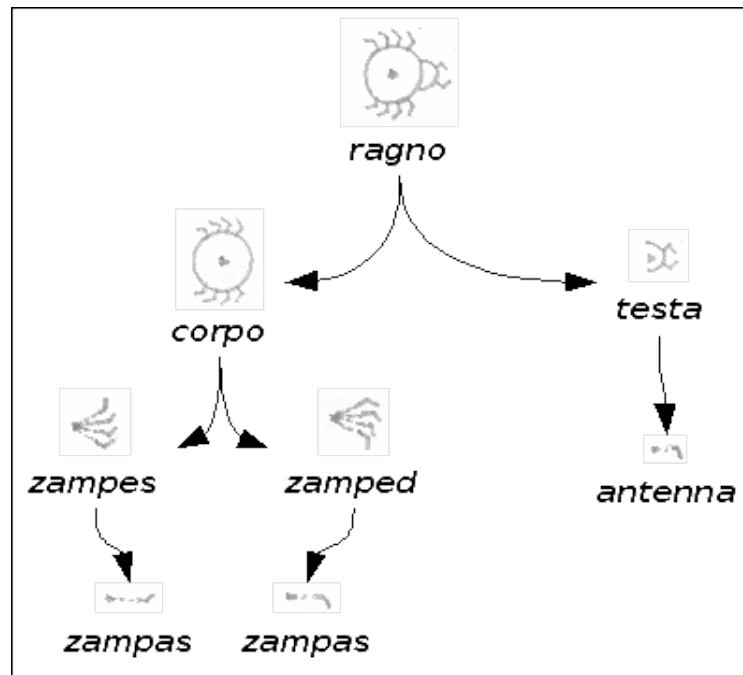 ragno
corpo
testa
zampes
zamped
antenna
zampas
zampas